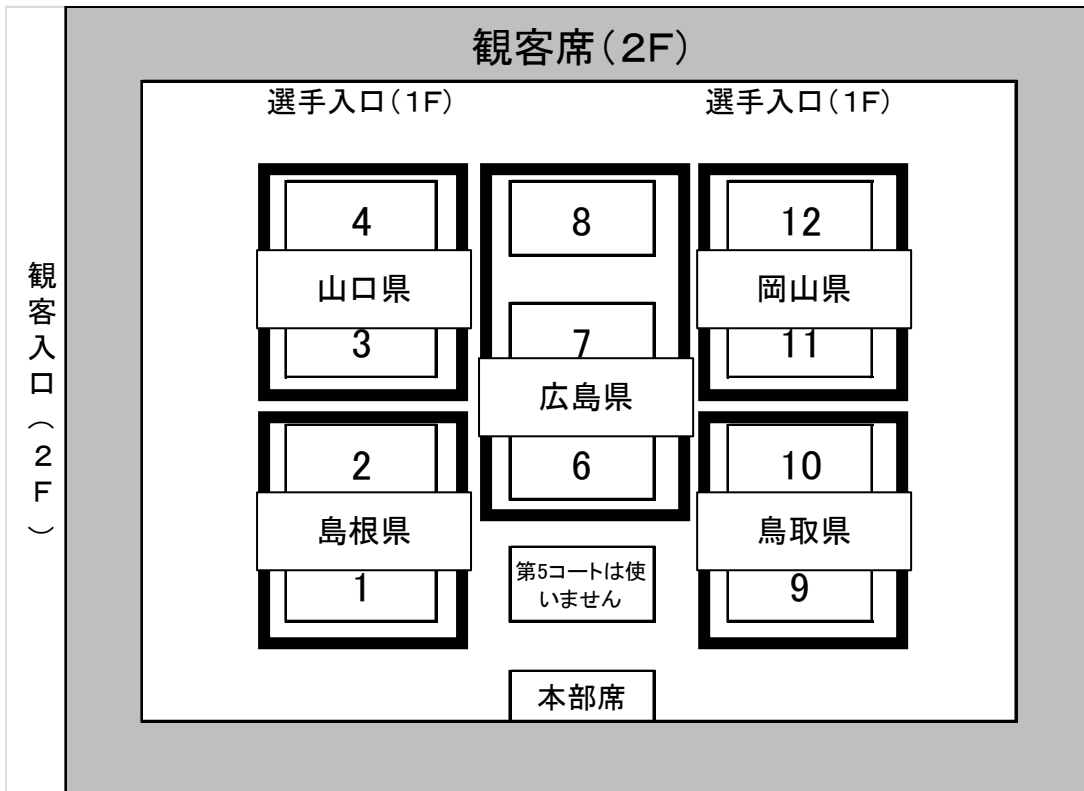 観客席（２F）
選手入口（１F）
選手入口（１F）
観客入口（２F）
4
8
12
山口県
岡山県
3
7
11
広島県
2
6
10
島根県
鳥取県
1
第5コートは使
いません
9
本部席